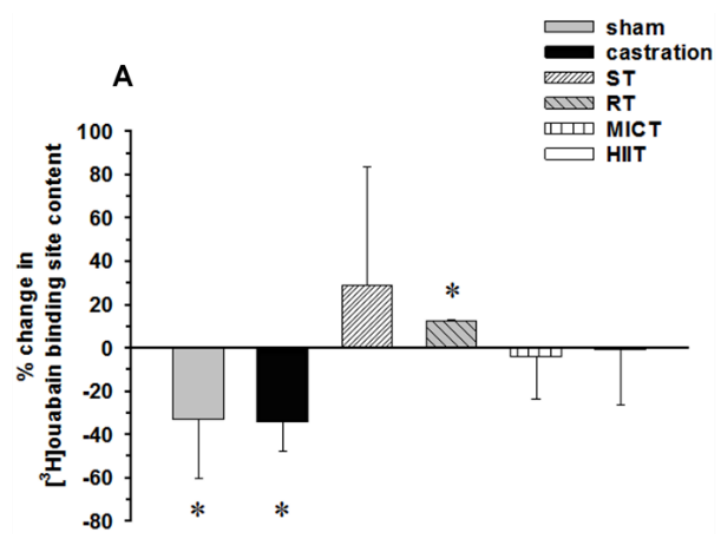 sham
castration
ST
RT
MICT
HIIT
A
% change in
[³H]ouabain binding site content
100
80
60
40
20
0
-20
-40
-60
-80
*
*
*